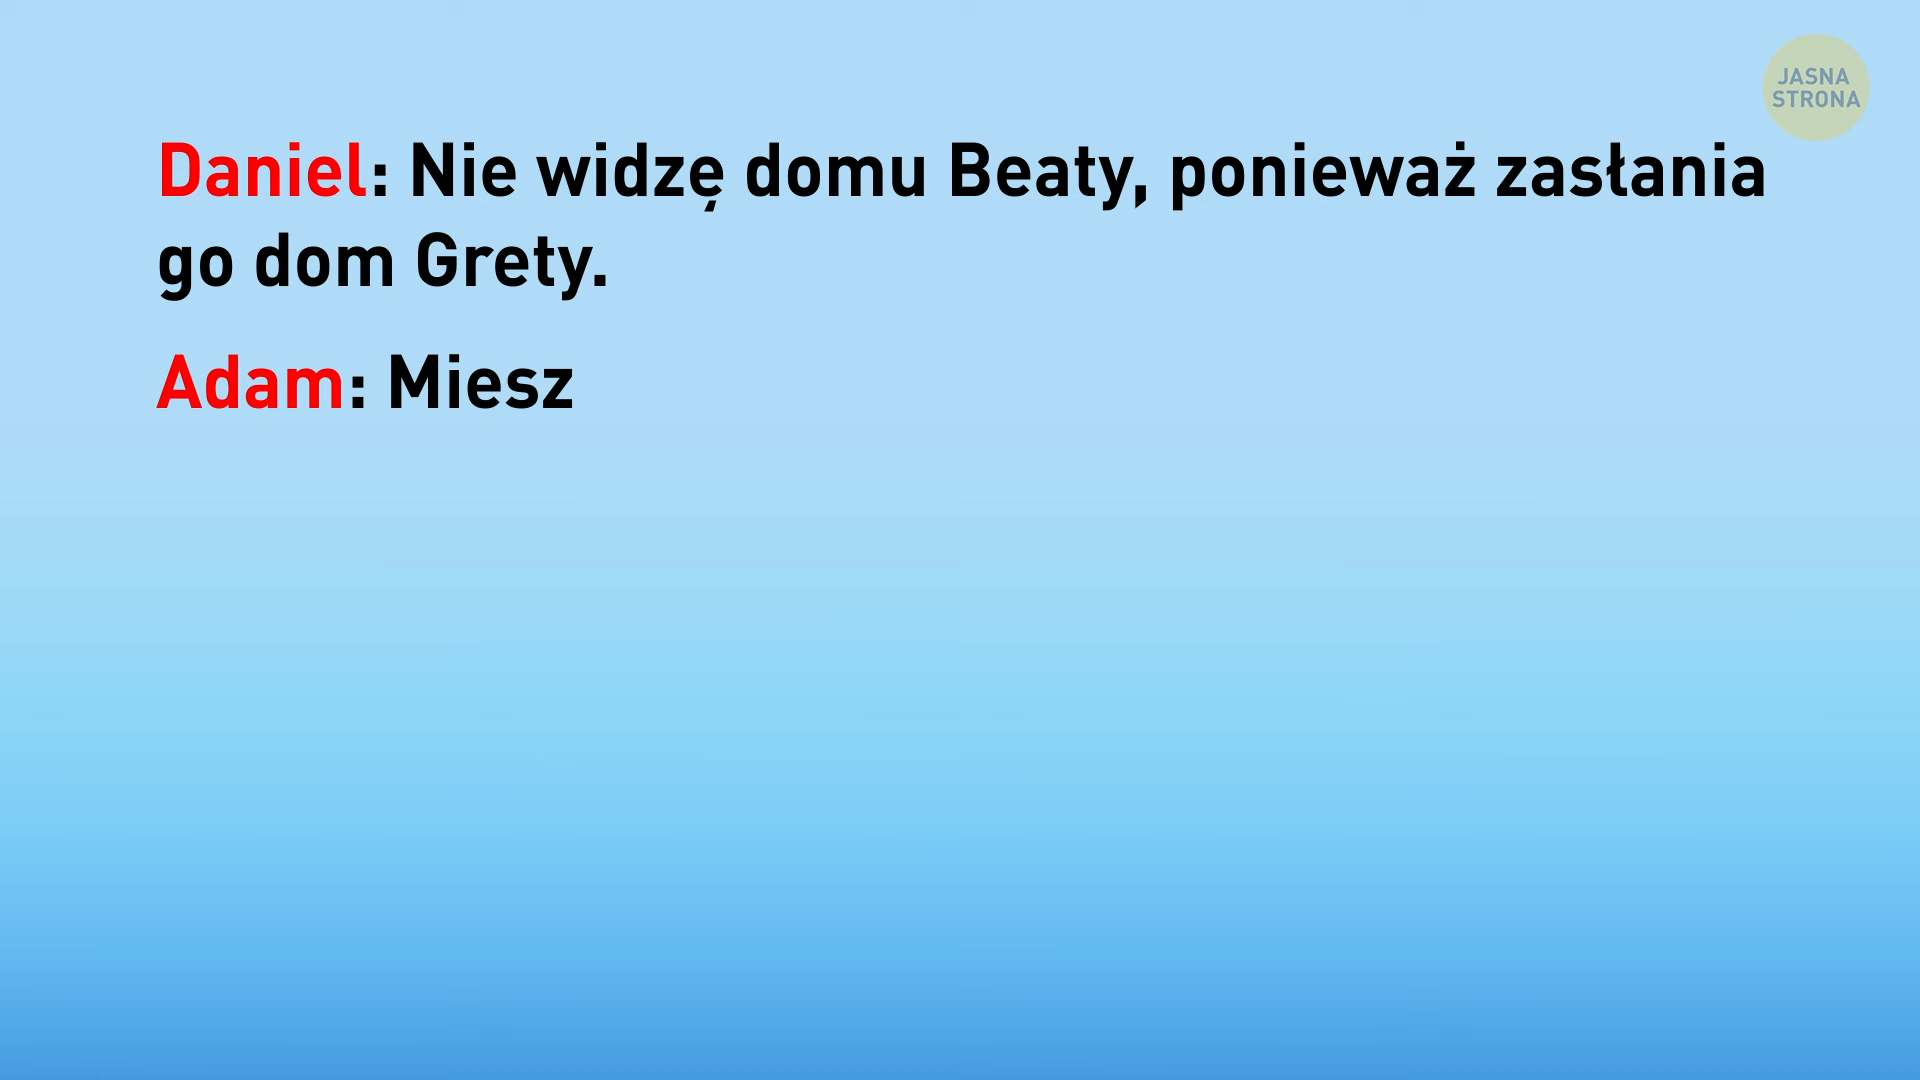 JASNA
STRONA
Daniel: Nie widzę domu Beaty, ponieważ zasłania
go dom Grety.
Adam: Miesz